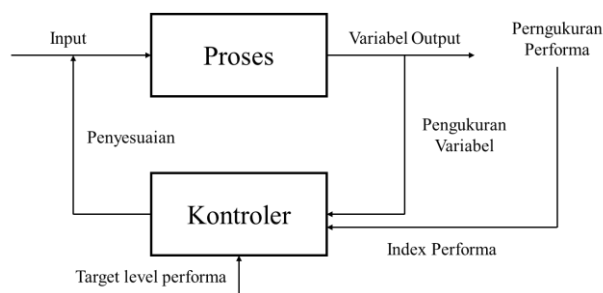 Input
Proses
Variabel Output
Perngukuran
Performa
Penyesuaian
Pengukuran
Variabel
Kontroler
Index Performa
Target level performa